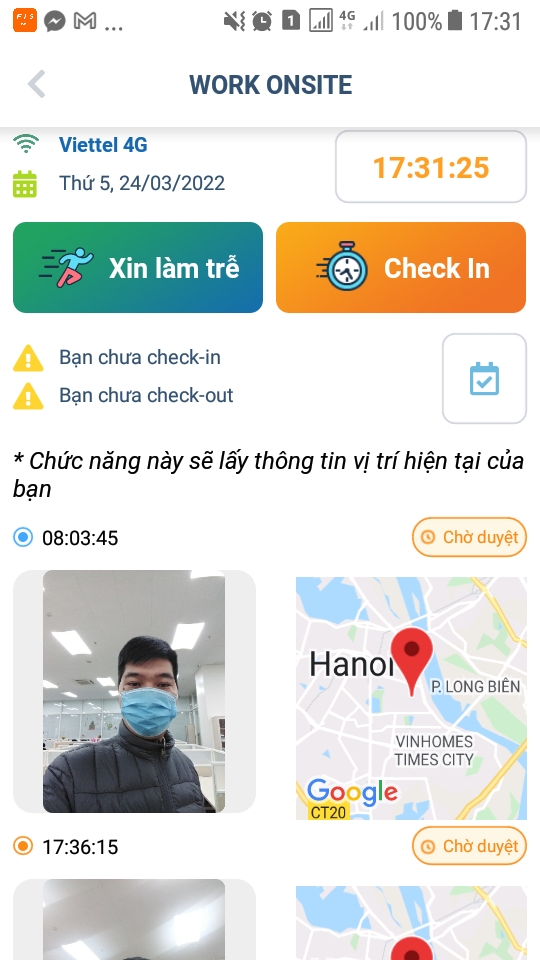 ... 1 4G 100% 17:31
WORK ONSITE
Viettel 4G
17:31:25
Thứ 5, 24/03/2022
Xin làm trễ
Check In
Bạn chưa check-in
Bạn chưa check-out
* Chức năng này sẽ lấy thông tin vị trí hiện tại của
bạn
08:03:45
Chờ duyệt
Hanoi
P. LONG BIÊN
VINHOMES
TIMES CITY
Google
CT20
17:36:15
Chờ duyệt